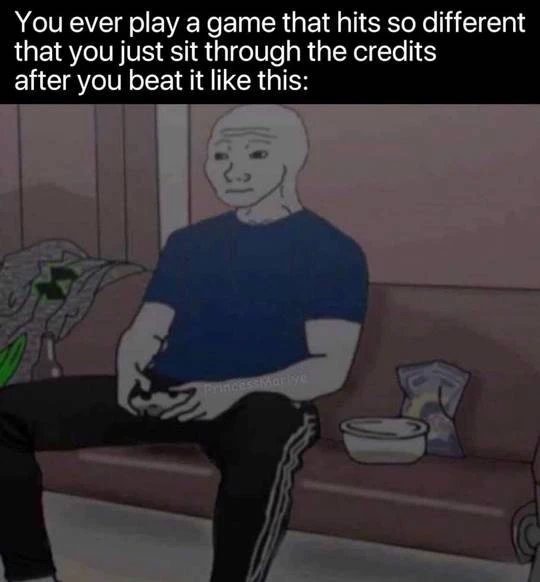 You ever play a game that hits so different
that you just sit through the credits
after you beat it like this:
PrincessMariye